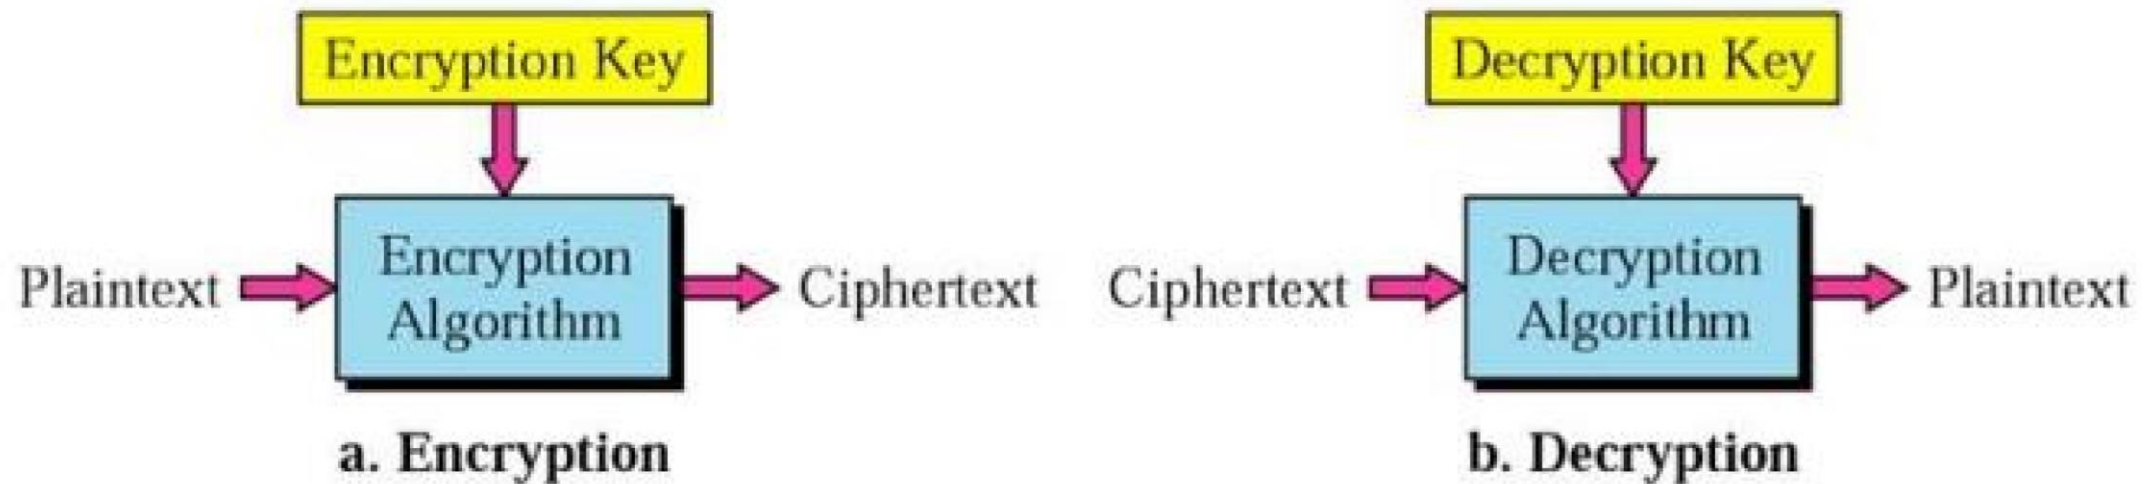 Encryption Key
Plaintext
Encryption
Algorithm
Ciphertext
a. Encryption
Decryption Key
Ciphertext
Decryption
Algorithm
Plaintext
b. Decryption